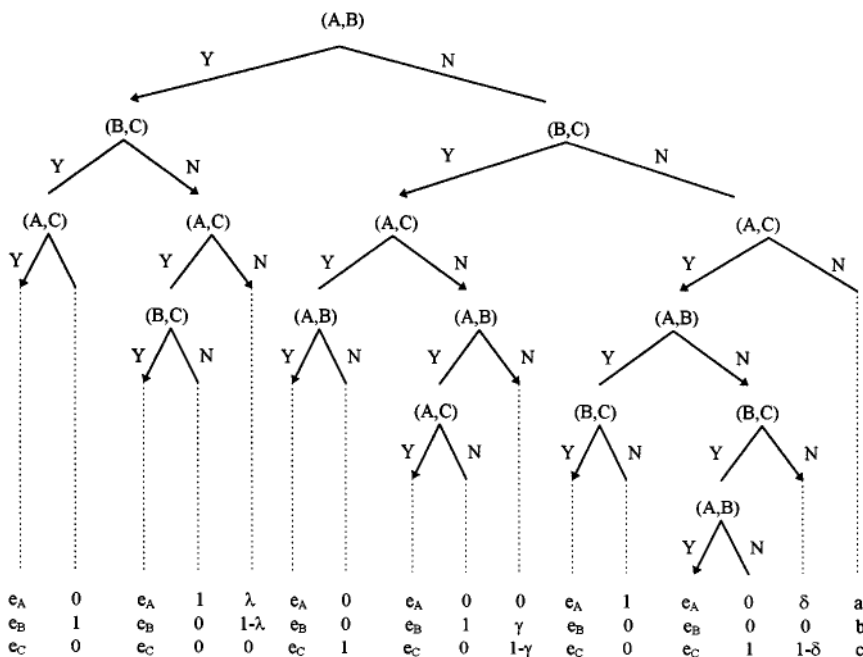 (A,B)
Y N
(B,C) (B,C)
Y N Y N
(A,C) (A,C) (A,C) (A,C)
Y Y N Y N Y N
(B,C) (A,B) (A,B) (A,B)
Y N Y Y N Y N
(A,C) (B,C) (B,C)
Y N Y Y N
(A,B)
Y N
e_A 0 e_A 1 λ e_A 0 e_A 0 0 e_A 1 e_A 0 δ a
e_B 1 e_B 0 1-λ e_B 0 e_B 1 γ e_B 0 e_B 0 0 b
e_C 0 e_C 0 0 e_C 1 e_C 0 1-γ e_C 0 e_C 1 1-δ c